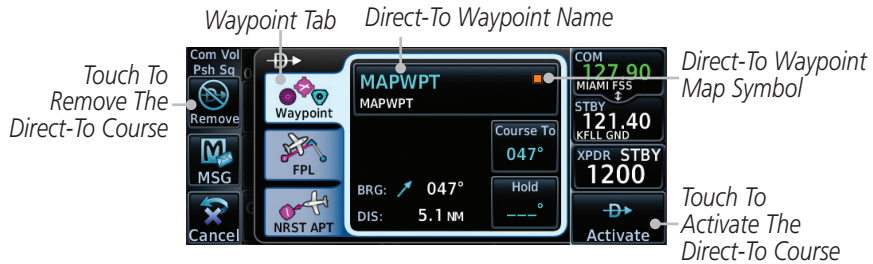 Waypoint Tab
Direct-To Waypoint Name
Touch To
Remove The
Direct-To Course
Direct-To Waypoint
Map Symbol
Touch To
Activate The
Direct-To Course
Com Vol
Psh Sq
Remove
MSG
Cancel
Waypoint
FPL
NRST APT
MAPWPT
MAPWPT
Course To
047°
BRG: 047°
DIS: 5.1 NM
Hold
___°
COM
127.90
MIAMI FSS
STBY
121.40
KFLL GND
XPDR STBY
1200
Activate